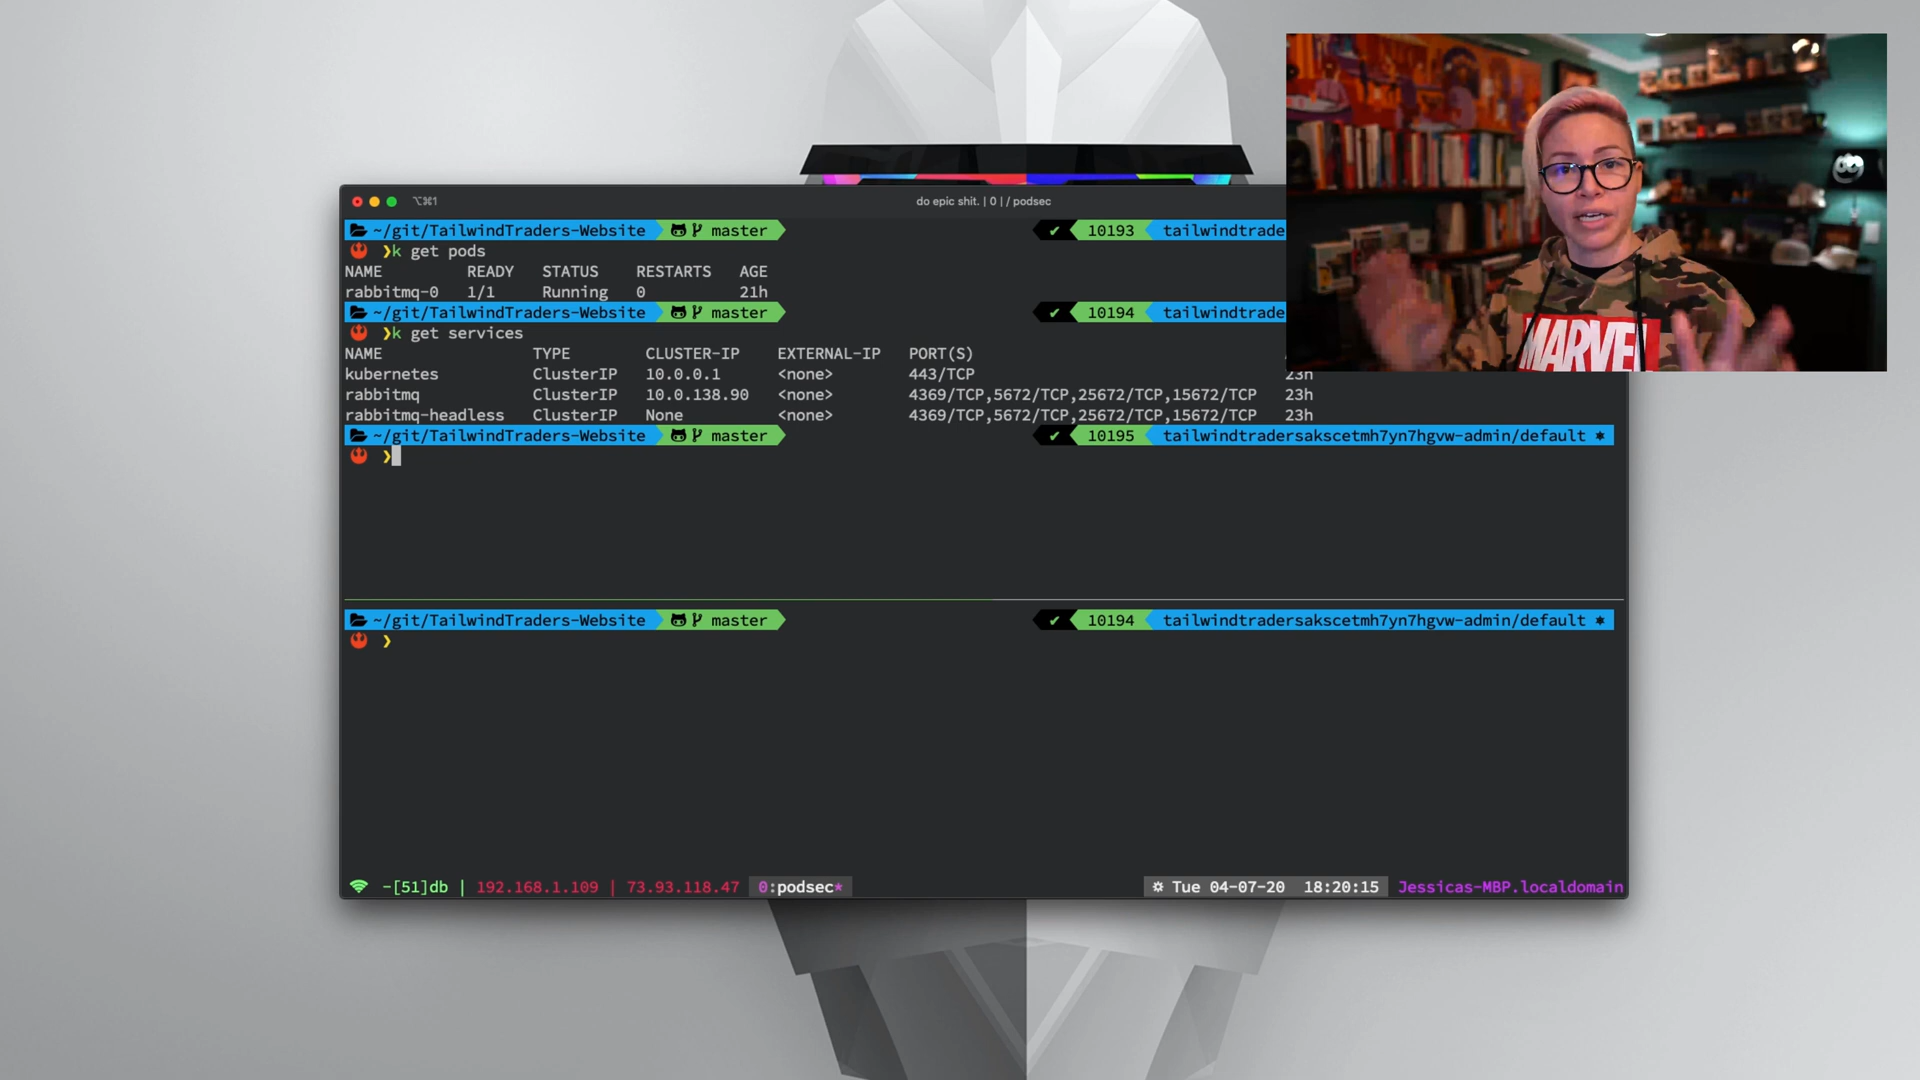 ⌥⌘1 do epic shit. | 0 | / podsec
~/git/TailwindTraders-Website master ✔ 10193 tailwindtrade
❯k get pods
NAME READY STATUS RESTARTS AGE
rabbitmq-0 1/1 Running 0 21h
~/git/TailwindTraders-Website master ✔ 10194 tailwindtrade
❯k get services
NAME TYPE CLUSTER-IP EXTERNAL-IP PORT(S)
kubernetes ClusterIP 10.0.0.1 <none> 443/TCP 23h
rabbitmq ClusterIP 10.0.138.90 <none> 4369/TCP,5672/TCP,25672/TCP,15672/TCP 23h
rabbitmq-headless ClusterIP None <none> 4369/TCP,5672/TCP,25672/TCP,15672/TCP 23h
~/git/TailwindTraders-Website master ✔ 10195 tailwindtradersakscetmh7yn7hgvw-admin/default
❯
~/git/TailwindTraders-Website master ✔ 10194 tailwindtradersakscetmh7yn7hgvw-admin/default
❯
-[51]db | 192.168.1.109 | 73.93.118.47 0:podsec* Tue 04-07-20 18:20:15 Jessicas-MBP.localdomain
MARVEL